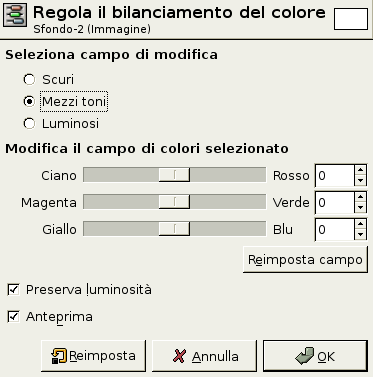 Regola il bilanciamento del colore
Sfondo-2 (Immagine)
Seleziona campo di modifica
Scuri
Mezzi toni
Luminosi
Modifica il campo di colori selezionato
Ciano Rosso 0
Magenta Verde 0
Giallo Blu 0
Reimposta campo
Preserva luminosità
Anteprima
Reimposta Annulla OK